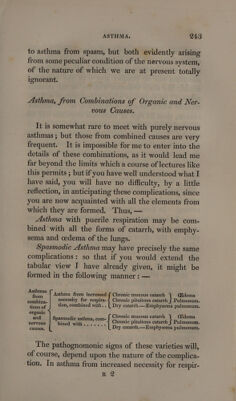 ASTHMA. 243
to asthma from spasm, but both evidently arising
from some peculiar condition of the nervous system,
of the nature of which we are at present totally
ignorant.
Asthma, from Combinations of Organic and Ner-
vous Causes.
It is somewhat rare to meet with purely nervous
asthmas; but those from combined causes are very
frequent. It is impossible for me to enter into the
details of these combinations, as it would lead me
far beyond the limits which a course of lectures like
this permits; but if you have well understood what I
have said, you will have no difficulty, by a little
reflection, in anticipating these complications, since
you are now acquainted with all the elements from
which they are formed. Thus, —
Asthma with puerile respiration may be com-
bined with all the forms of catarrh, with emphy-
sema and œdema of the lungs.
Spasmodic Asthma may have precisely the same
complications: so that if you would extend the
tabular view I have already given, it might be
formed in the following manner: —
Asthmas
from
combina-
tions of
organic
and
nervous
causes.
Asthma from increased
necessity for respira-
tion, combined with ..
Chronic mucous catarrh
Chronic pituitous catarrh
Œdema
Pulmonum.
Dry catarrh.—Emphysema pulmonum.
Spasmodic asthma, com-
bined with .......
Chronic mucous catarrh
Chronic pituitous catarrh
Œdema
Pulmonum.
Dry catarrh.—Emphysema pulmonum.
The pathognomonic signs of these varieties will,
of course, depend upon the nature of the complica-
tion. In asthma from increased necessity for respir-
R 2